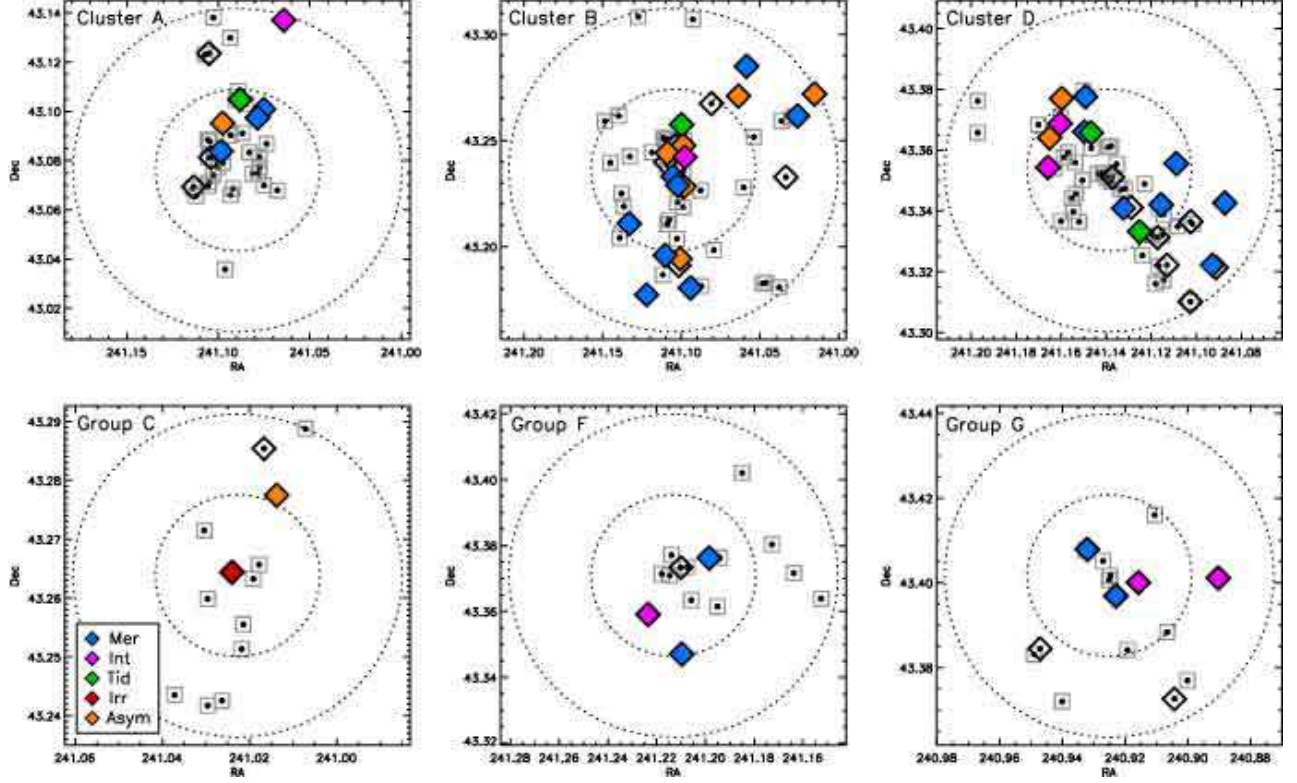 Cluster A
43.14
43.12
43.10
43.08
43.06
43.04
43.02
Dec
241.15
241.10
241.05
241.00
RA
Cluster B
43.30
43.25
43.20
Dec
241.20
241.15
241.10
241.05
241.00
RA
Cluster D
43.40
43.38
43.36
43.34
43.32
43.30
Dec
241.20 241.18 241.16 241.14 241.12 241.10 241.08
RA
Group C
43.29
43.28
43.27
43.26
43.25
43.24
Dec
Mer
Int
Tid
Irr
Asym
241.06
241.04
241.02
241.00
RA
Group F
43.42
43.40
43.38
43.36
43.34
43.32
Dec
241.28 241.26 241.24 241.22 241.20 241.18 241.16
RA
Group G
43.44
43.42
43.40
43.38
Dec
240.98
240.96
240.94
240.92
240.90
240.88
RA